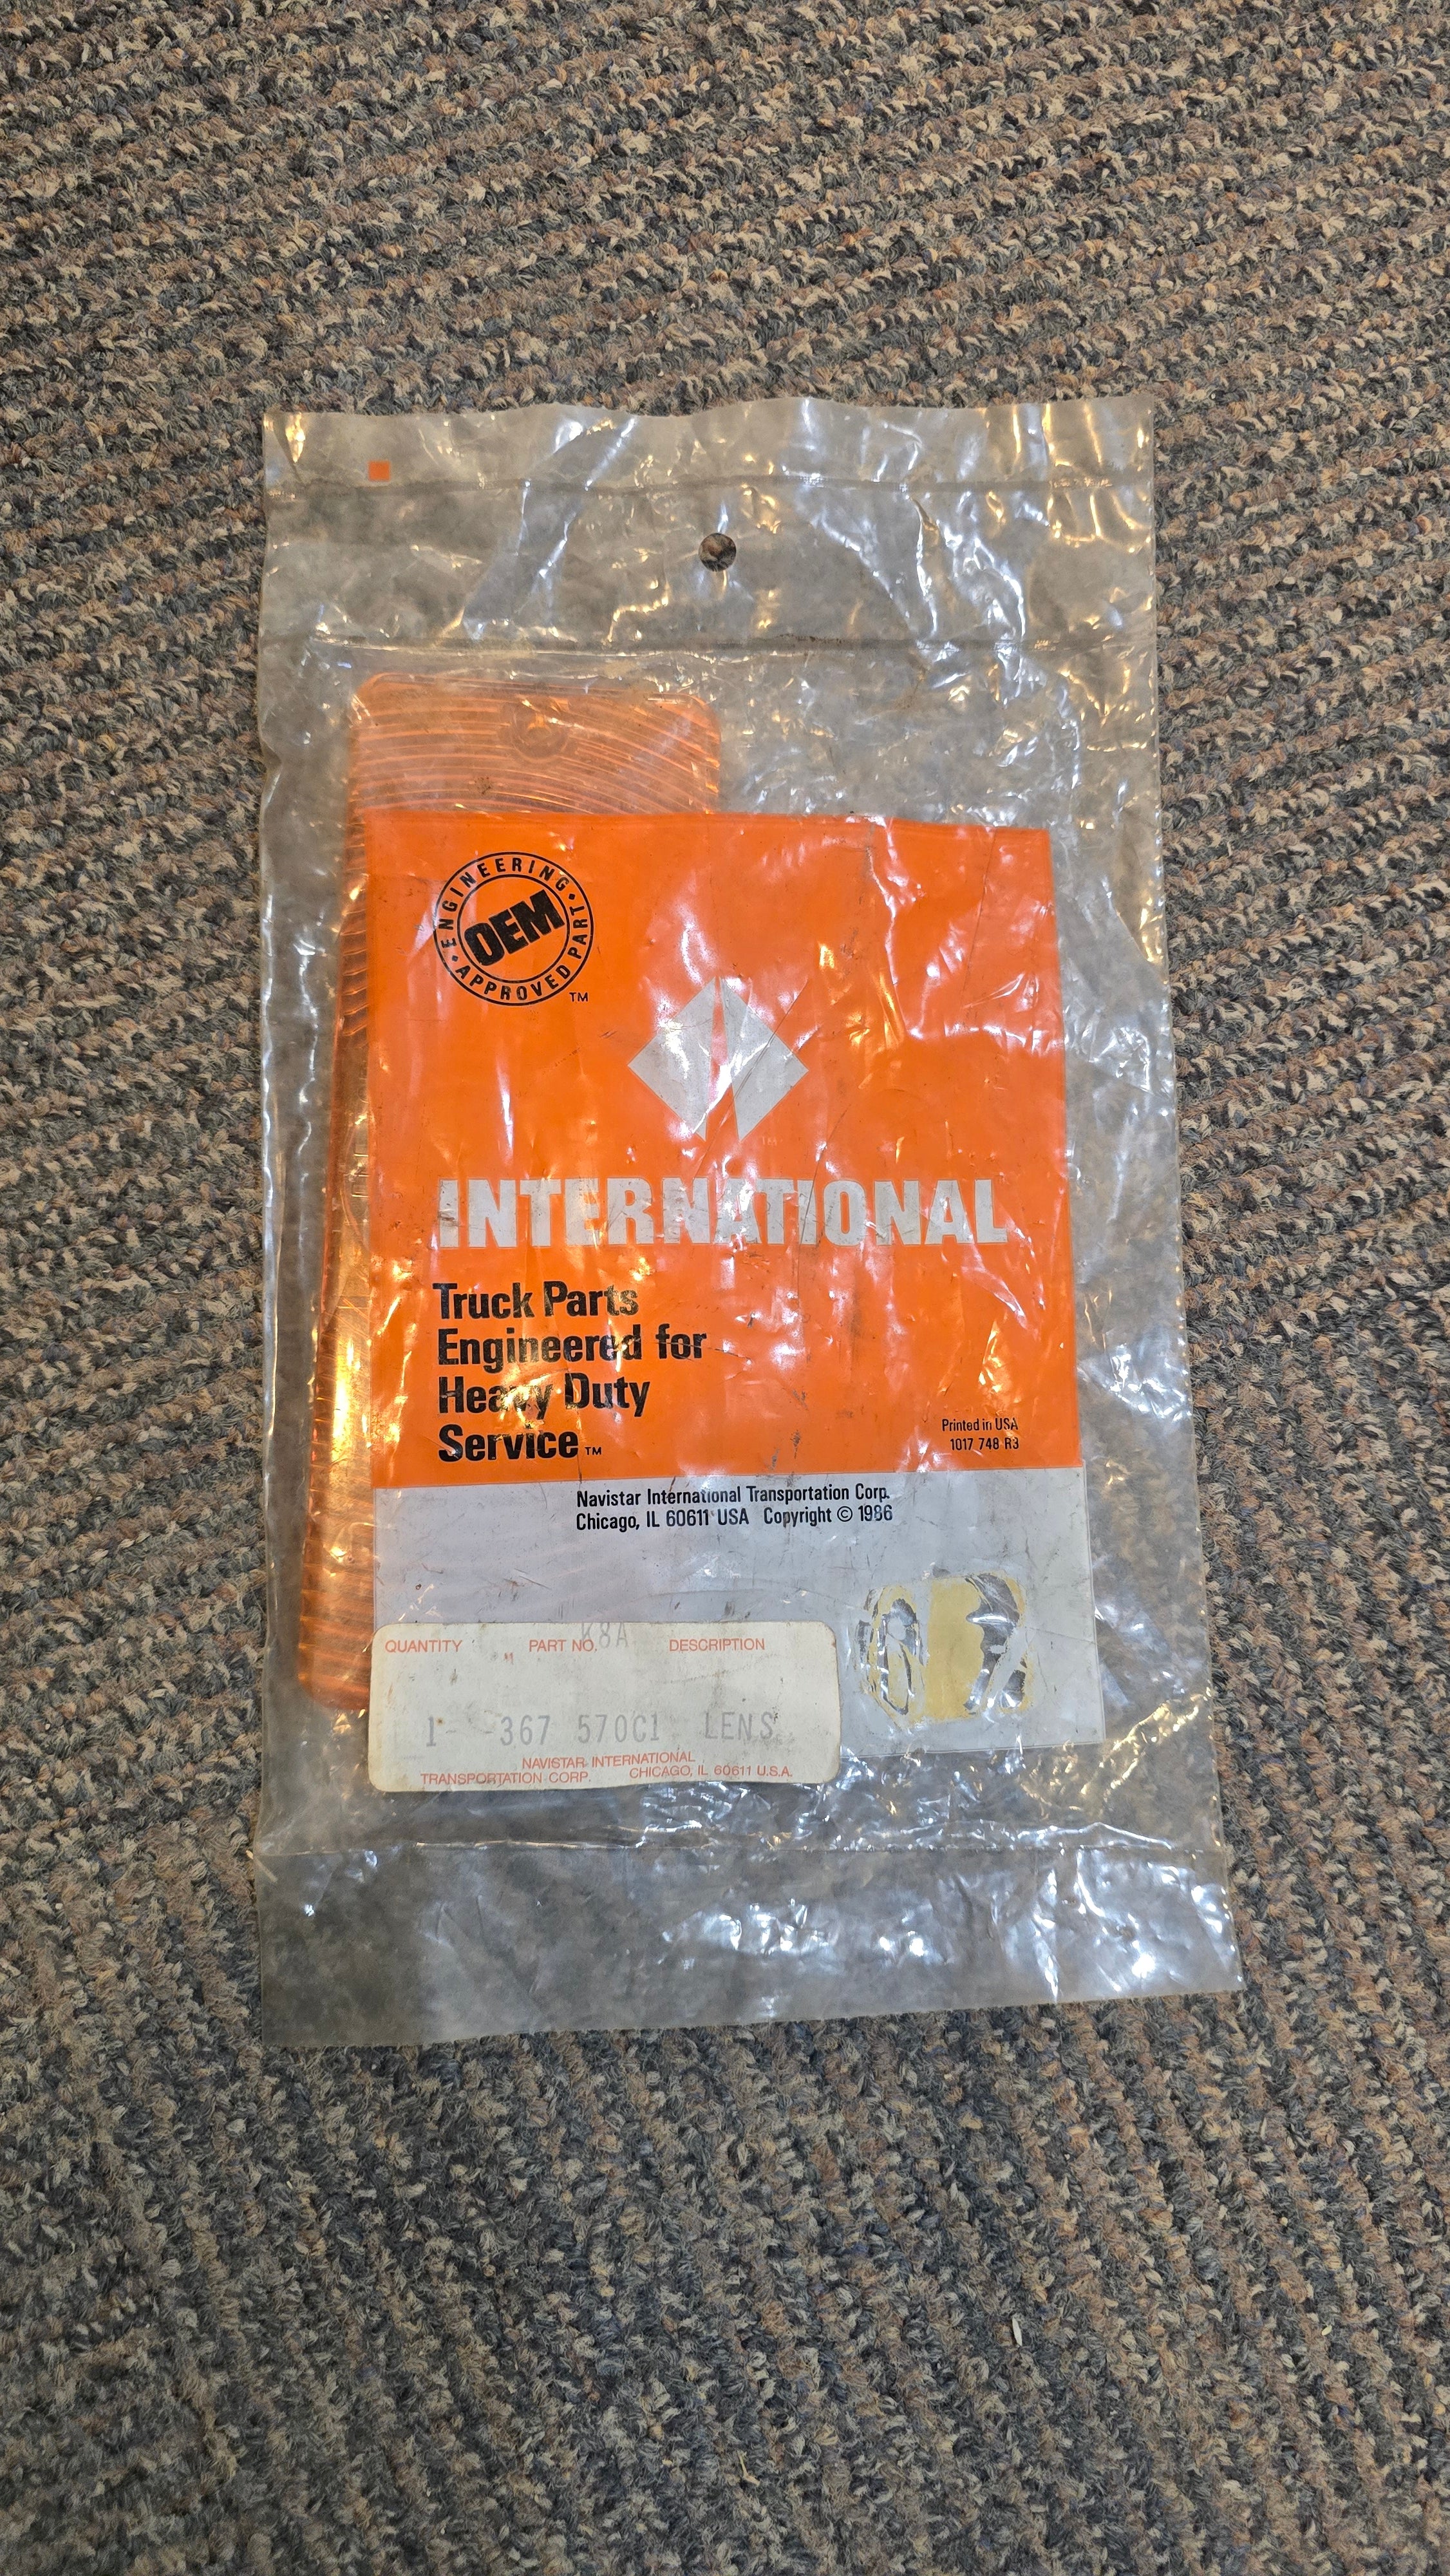 ENGINEERING
OEM
APPROVED PART
TM
INTERNATIONAL
Truck Parts
Engineered for
Heavy Duty
Service TM
Printed in USA
1017 748 R3
Navistar International Transportation Corp.
Chicago, IL 60611 USA Copyright © 1986
K8A
QUANTITY PART NO. DESCRIPTION
1- -367 570C1 LENS
NAVISTAR INTERNATIONAL
TRANSPORTATION CORP. CHICAGO, IL 60611 U.S.A.